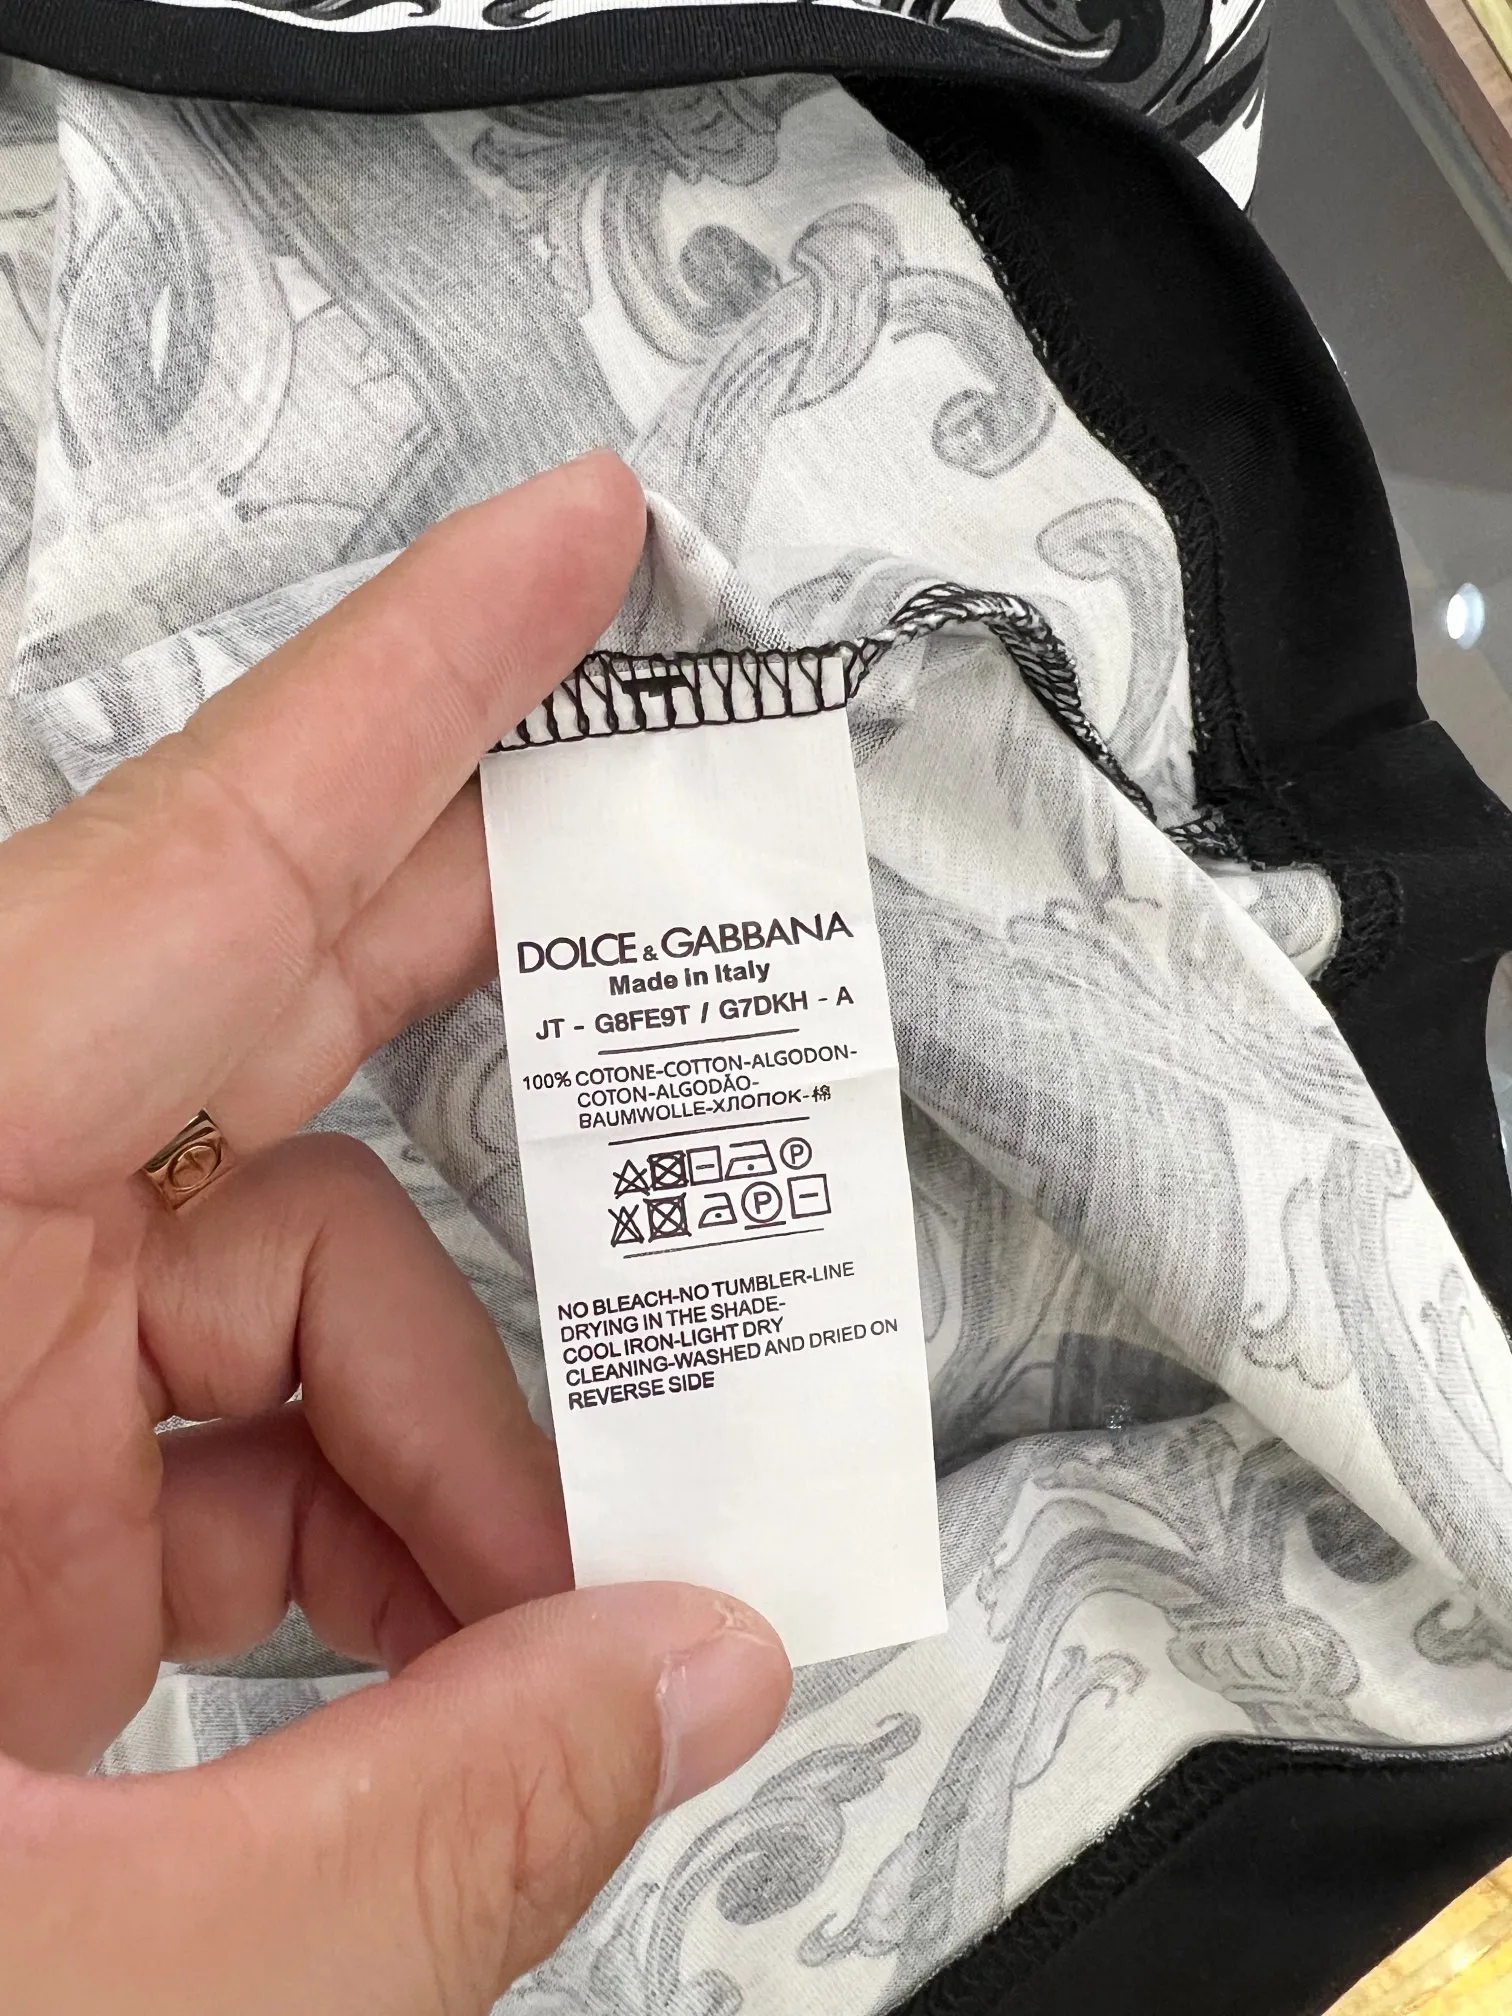 DOLCE & GABBANA
Made in Italy
JT - G8FE9T / G7DKH - A
100% COTONE-COTTON-ALGODON-
COTON-ALGODÃO-
BAUMWOLLE-ХЛОПОК-棉
P
P
NO BLEACH-NO TUMBLER-LINE
DRYING IN THE SHADE-
COOL IRON-LIGHT DRY
CLEANING-WASHED AND DRIED ON
REVERSE SIDE